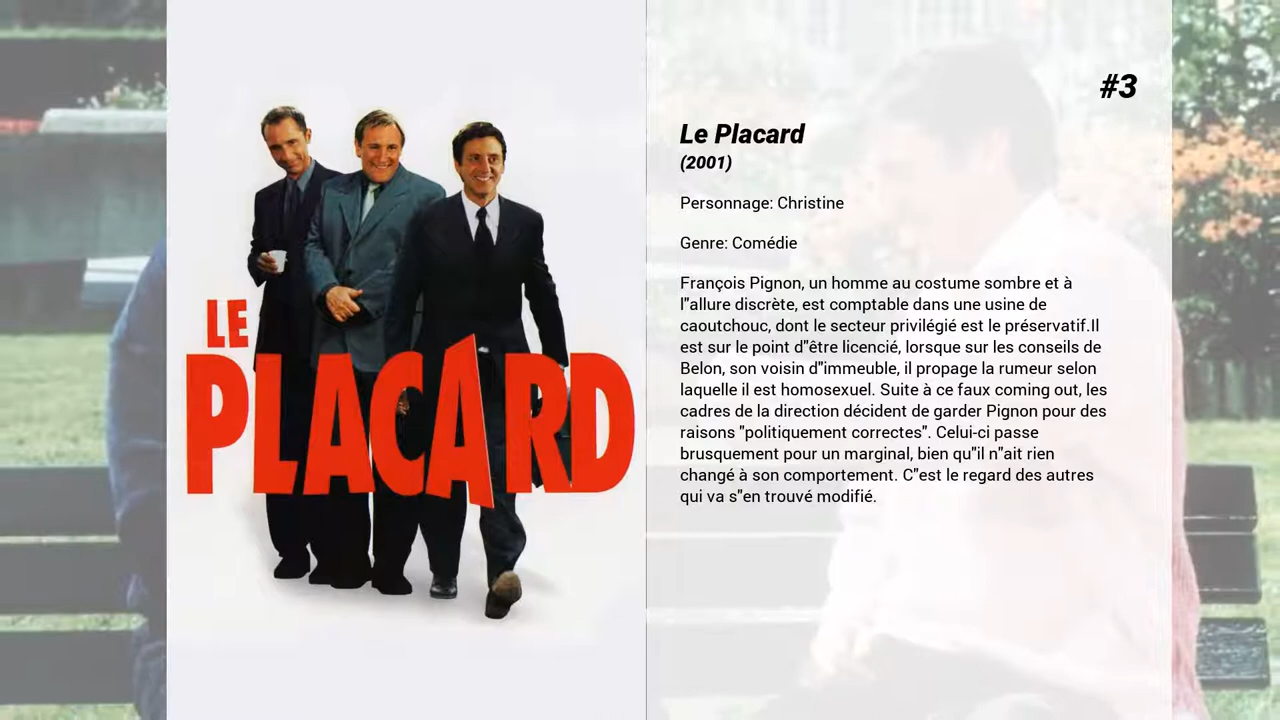 LE
PLACARD
#3
Le Placard
(2001)
Personnage: Christine
Genre: Comédie
François Pignon, un homme au costume sombre et à
l"allure discrète, est comptable dans une usine de
caoutchouc, dont le secteur privilégié est le préservatif.Il
est sur le point d"être licencié, lorsque sur les conseils de
Belon, son voisin d"immeuble, il propage la rumeur selon
laquelle il est homosexuel. Suite à ce faux coming out, les
cadres de la direction décident de garder Pignon pour des
raisons "politiquement correctes". Celui-ci passe
brusquement pour un marginal, bien qu"il n"ait rien
changé à son comportement. C"est le regard des autres
qui va s"en trouvé modifié.